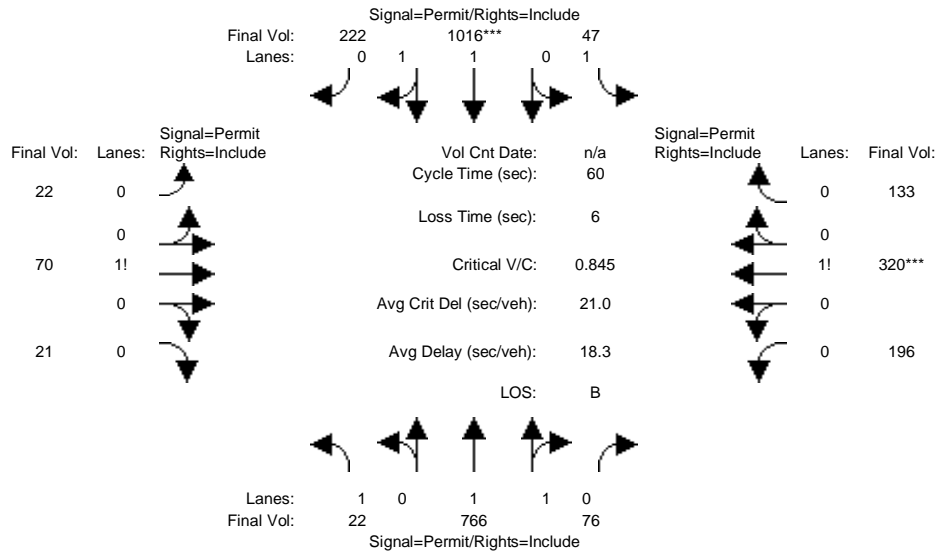 Signal=Permit/Rights=Include
Final Vol: 222 1016*** 47
Lanes: 0 1 1 0 1
Signal=Permit
Final Vol: Lanes: Rights=Include
Vol Cnt Date: n/a
Signal=Permit
Rights=Include Lanes: Final Vol:
Cycle Time (sec): 60
22 0
0 133
Loss Time (sec): 6
0
0
70 1!
Critical V/C: 0.845
1! 320***
0
Avg Crit Del (sec/veh): 21.0
0
21 0
Avg Delay (sec/veh): 18.3
0 196
LOS: B
Lanes: 1 0 1 1 0
Final Vol: 22 766 76
Signal=Permit/Rights=Include